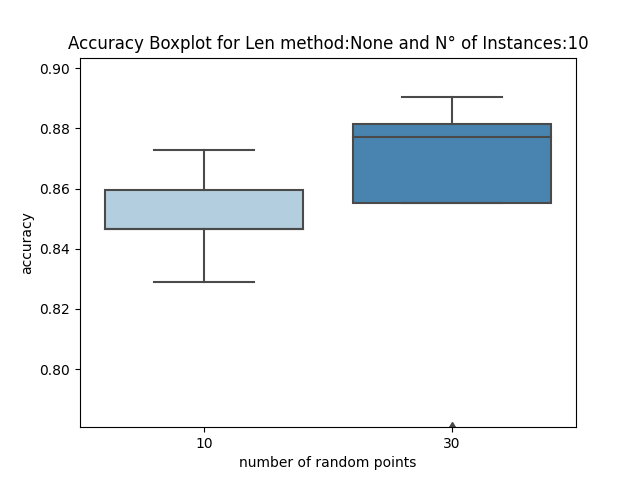 Accuracy Boxplot for Len method:None and N° of Instances:10
0.90
0.88
0.86
0.84
0.82
0.80
accuracy
10
30
number of random points